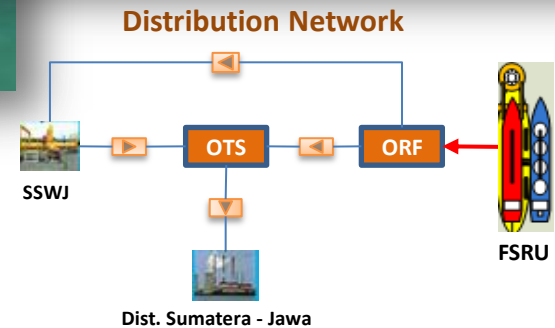 Distribution Network
OTS
ORF
SSWJ
FSRU
Dist. Sumatera - Jawa